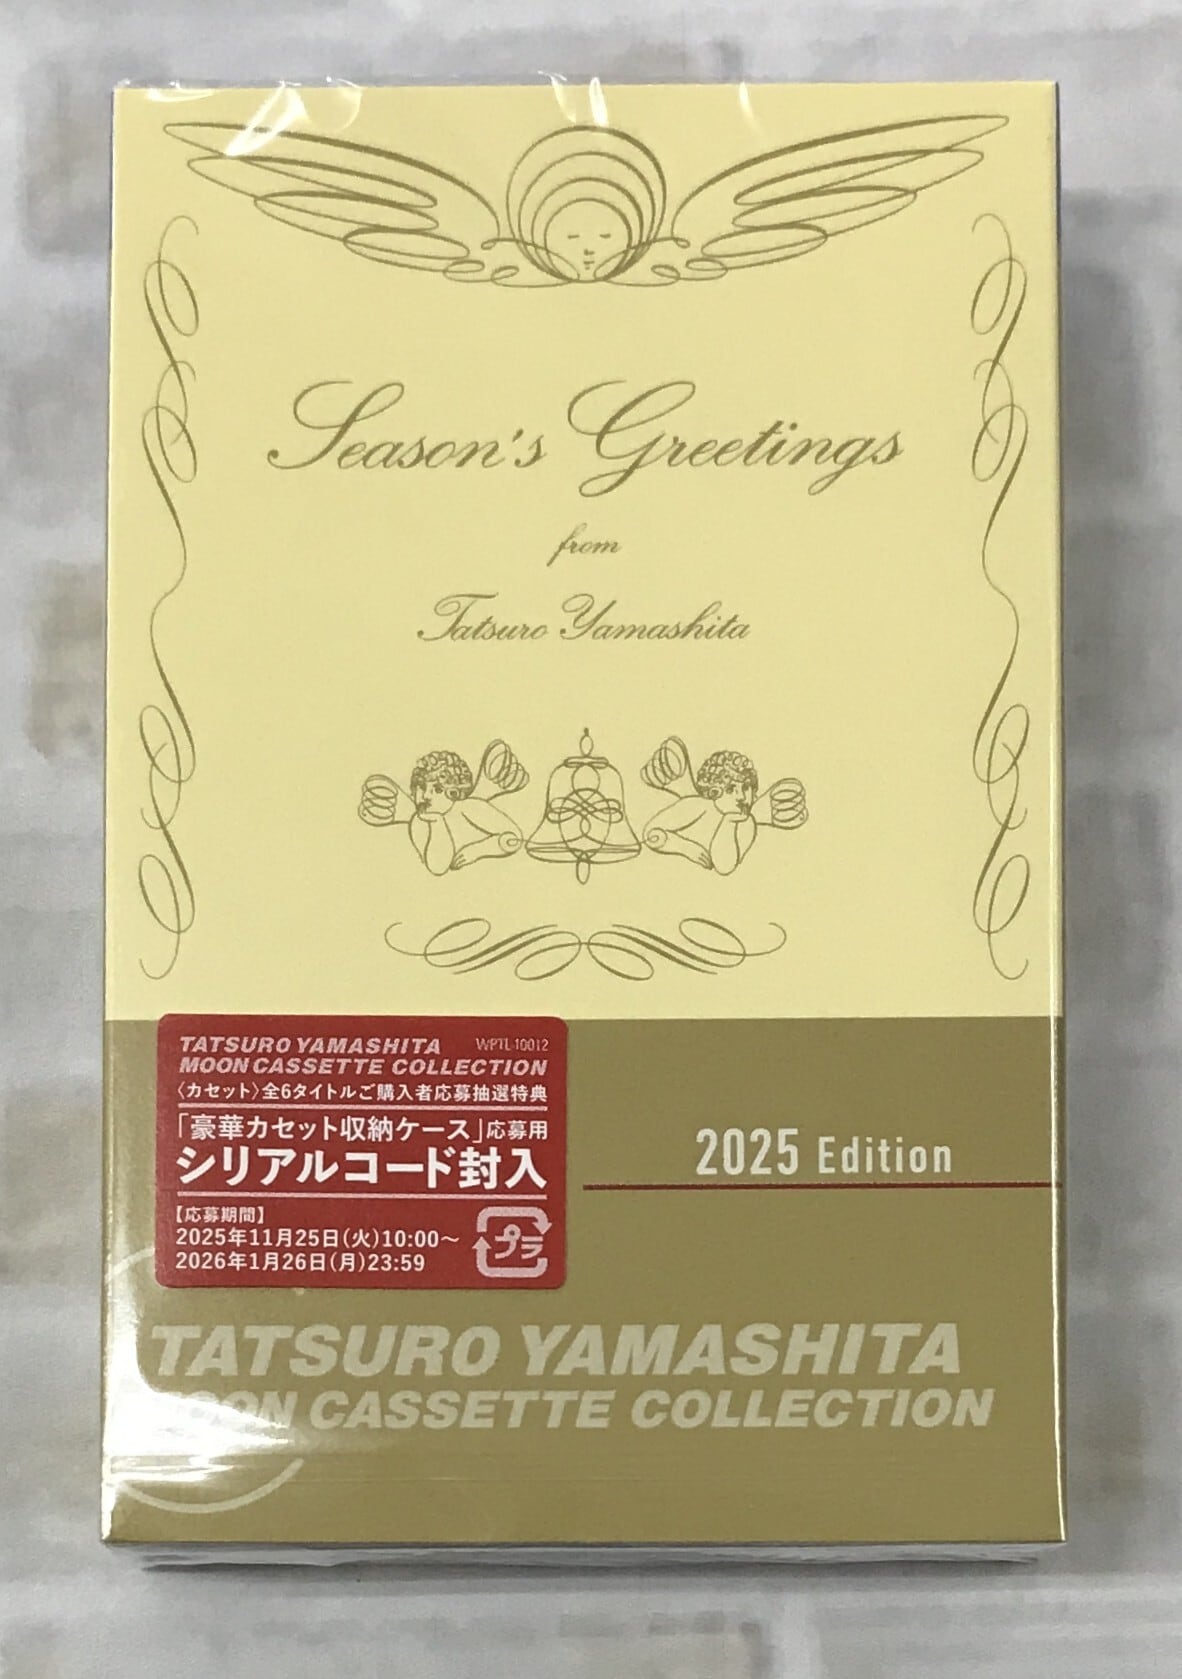 Season's Greetings
from
Tatsuro Yamashita
TATSURO YAMASHITA WPTL-10012
MOON CASSETTE COLLECTION
〈カセット〉全6タイトルご購入者応募抽選特典
「豪華カセット収納ケース」応募用
シリアルコード封入
【応募期間】
2025年11月25日(火)10:00〜
2026年1月26日(月)23:59
プラ
2025 Edition
TATSURO YAMASHITA
MOON CASSETTE COLLECTION